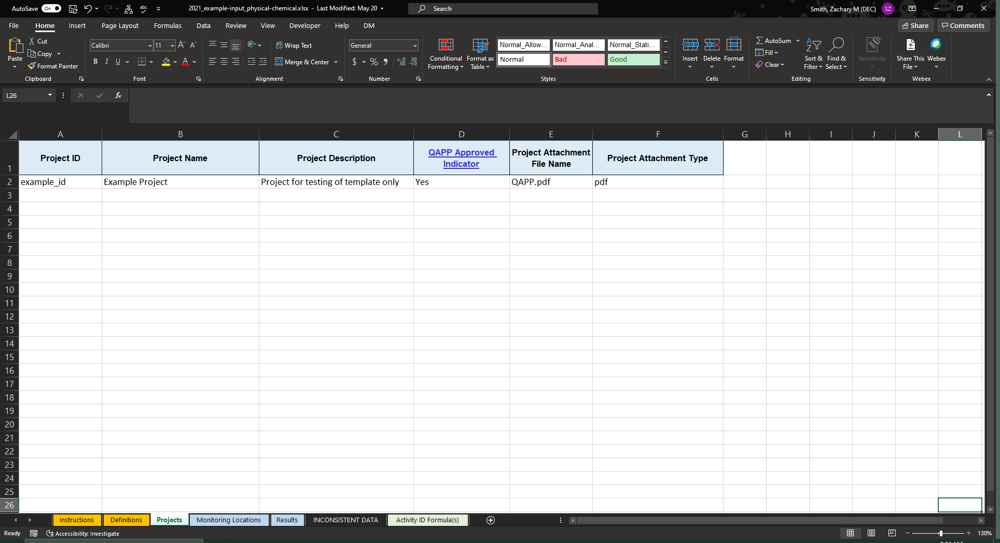 AutoSave On 2021_example-input_physical-chemical.xlsx - Last Modified: May 20 Search Smith, Zachary M (DEC) SZ
File Home Insert Page Layout Formulas Data Review View Developer Help DM Share Comments
Paste
Cut
Copy
Format Painter
Clipboard
Calibri 11
B I U
Font
Wrap Text
Merge & Center
Alignment
General
$ % 9
Number
Conditional Formatting
Format as Table
Normal_Allow... Normal_Anal... Normal_Stati...
Normal Bad Good
Styles
Insert Delete Format
Cells
AutoSum
Fill
Clear
Sort & Filter
Find & Select
Editing
Sensitivity
Sensitivity
Share This File
Webex
Webex
L26 fx
A B C D E F G H I J K L
1 Project ID Project Name Project Description QAPP Approved Indicator Project Attachment File Name Project Attachment Type
2 example_id Example Project Project for testing of template only Yes QAPP.pdf pdf
3
4
5
6
7
8
9
10
11
12
13
14
15
16
17
18
19
20
21
22
23
24
25
26
Instructions Definitions Projects Monitoring Locations Results INCONSISTENT DATA Activity ID Formula(s)
Ready Accessibility: Investigate 130%